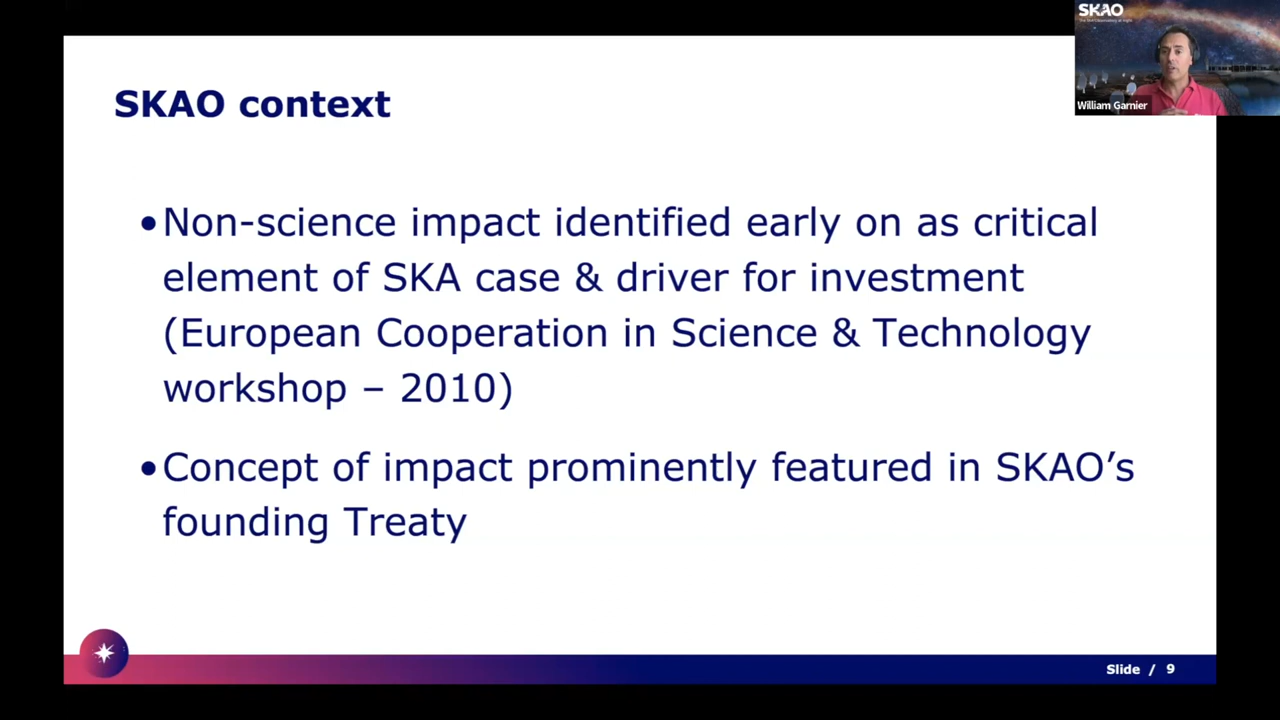 SKAO
William Garnier
SKAO context
•Non-science impact identified early on as critical
element of SKA case & driver for investment
(European Cooperation in Science & Technology
workshop – 2010)
•Concept of impact prominently featured in SKAO’s
founding Treaty
Slide / 9